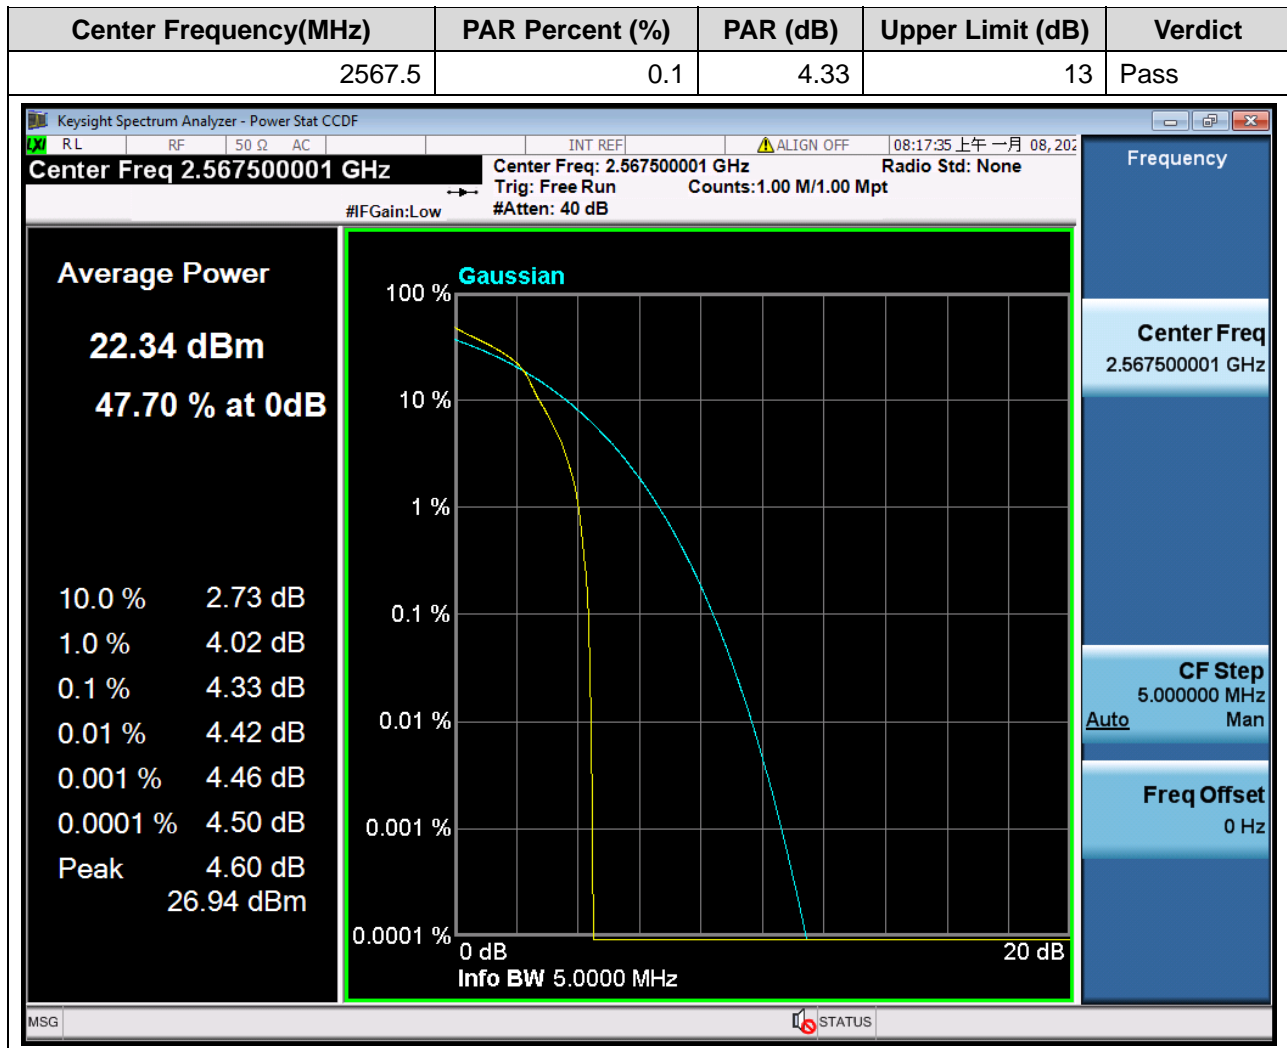 Center Frequency(MHz) PAR Percent (%) PAR (dB) Upper Limit (dB) Verdict
2567.5 0.1 4.33 13 Pass
Keysight Spectrum Analyzer - Power Stat CCDF
LXI RL RF 50 Ω AC INT REF ALIGN OFF 08:17:35 上午 一月 08, 202
Center Freq 2.567500001 GHz
Center Freq: 2.567500001 GHz Radio Std: None
Trig: Free Run Counts:1.00 M/1.00 Mpt
#IFGain:Low #Atten: 40 dB
Average Power
22.34 dBm
47.70 % at 0dB
10.0 % 2.73 dB
1.0 % 4.02 dB
0.1 % 4.33 dB
0.01 % 4.42 dB
0.001 % 4.46 dB
0.0001 % 4.50 dB
Peak 4.60 dB
26.94 dBm
Gaussian
100 %
10 %
1 %
0.1 %
0.01 %
0.001 %
0.0001 %
0 dB 20 dB
Info BW 5.0000 MHz
Frequency
Center Freq
2.567500001 GHz
CF Step
5.000000 MHz
Auto Man
Freq Offset
0 Hz
MSG STATUS